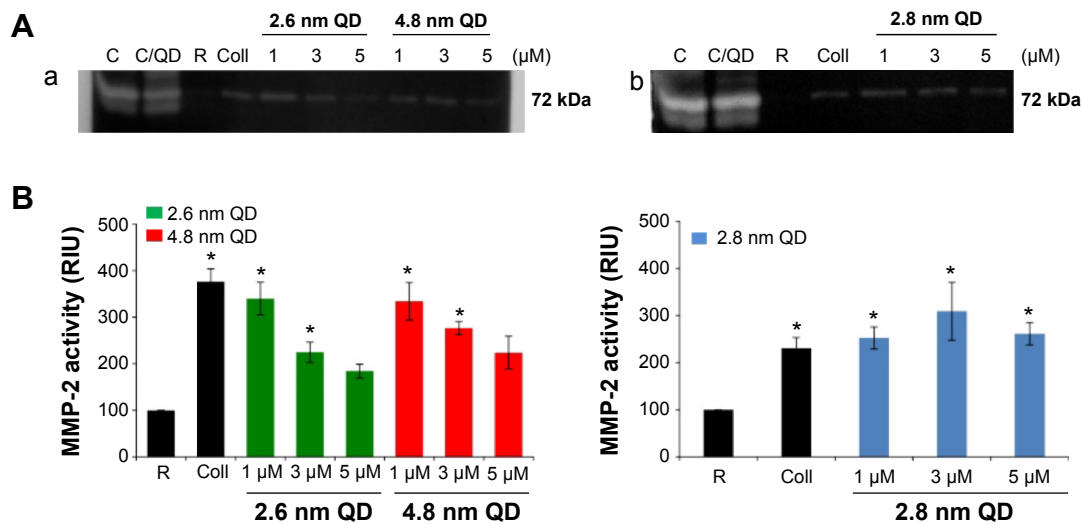 A
2.6 nm QD 4.8 nm QD
C C/QD R Coll 1 3 5 1 3 5 (µM)
a
72 kDa
2.8 nm QD
C C/QD R Coll 1 3 5 (µM)
b
72 kDa
B
2.6 nm QD
4.8 nm QD
MMP-2 activity (RIU)
500
400
300
200
100
0
* * * * *
R Coll 1 µM 3 µM 5 µM 1 µM 3 µM 5 µM
2.6 nm QD 4.8 nm QD
2.8 nm QD
MMP-2 activity (RIU)
500
400
300
200
100
0
* * * *
R Coll 1 µM 3 µM 5 µM
2.8 nm QD